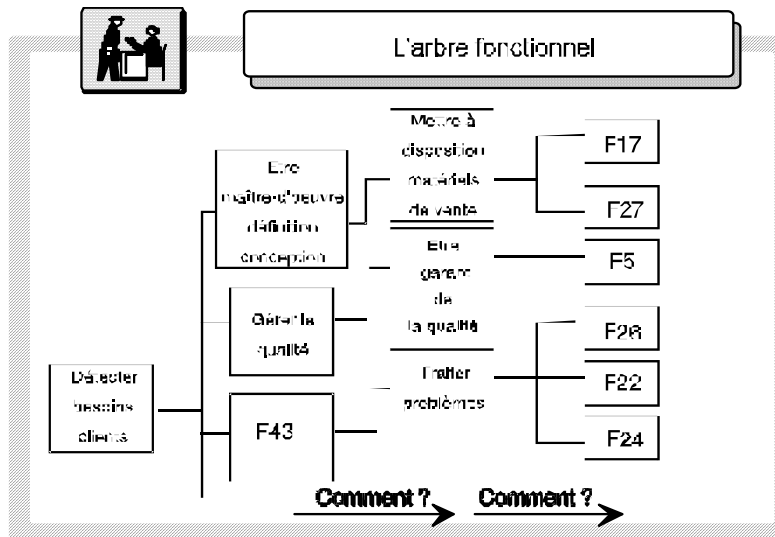 L'arbre fonctionnel
Détecter
besoins
clients
Etre
maître-d'oeuvre
définition
conception
Gérer la
qualité
F43
Mettre à
disposition
matériels
de vente
Etre
garant
de
la qualité
Traiter
problèmes
F17
F27
F5
F26
F22
F24
Comment ?
Comment ?